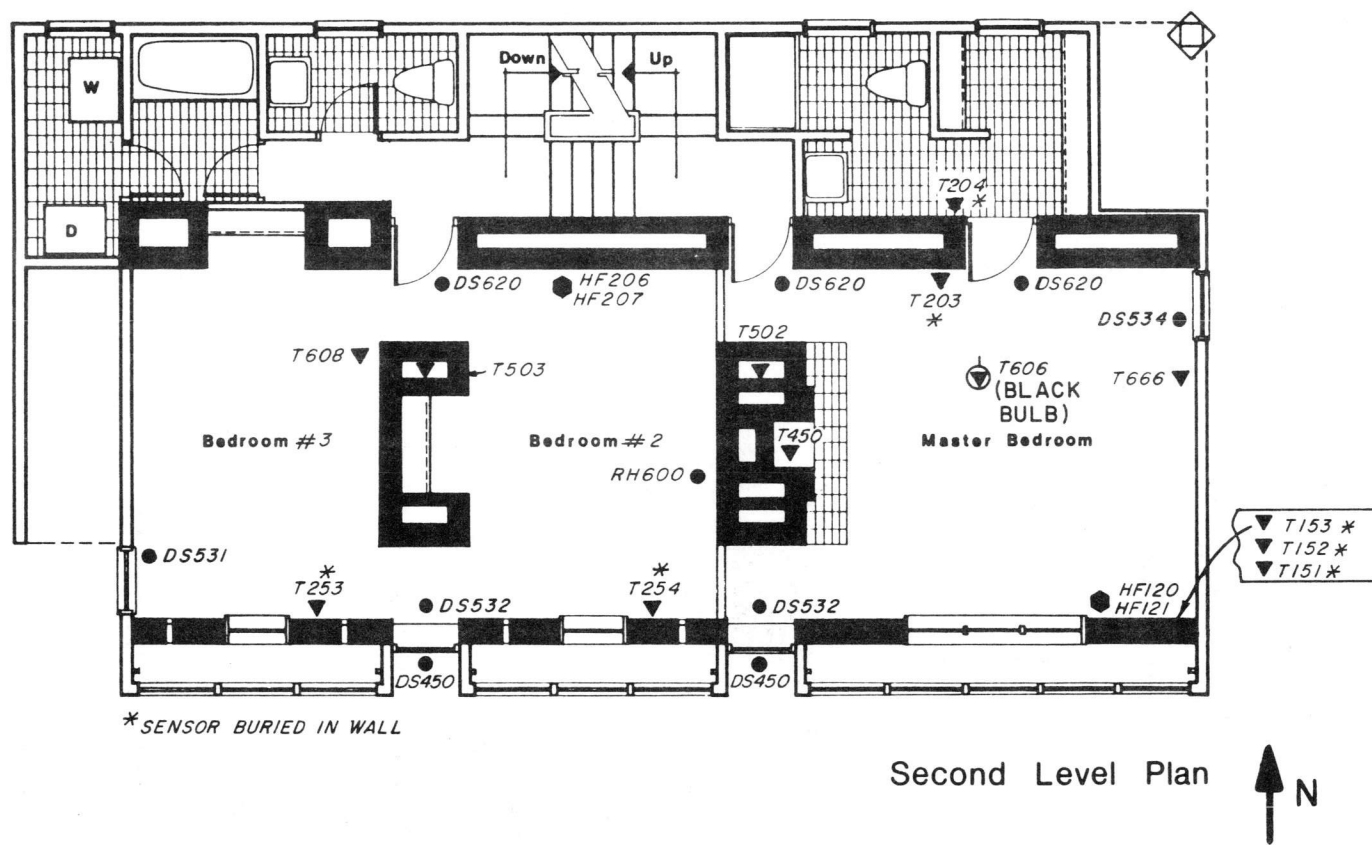 Down
Up
W
D
T204
*
DS620
HF206
HF207
DS620
T203
*
DS620
DS534
T608
T503
T502
T606
(BLACK
BULB)
T666
Bedroom #3
Bedroom #2
T450
Master Bedroom
RH600
T153 *
T152 *
T151 *
DS531
*
T253
DS532
*
T254
DS532
HF120
HF121
DS450
DS450
* SENSOR BURIED IN WALL
Second Level Plan
N